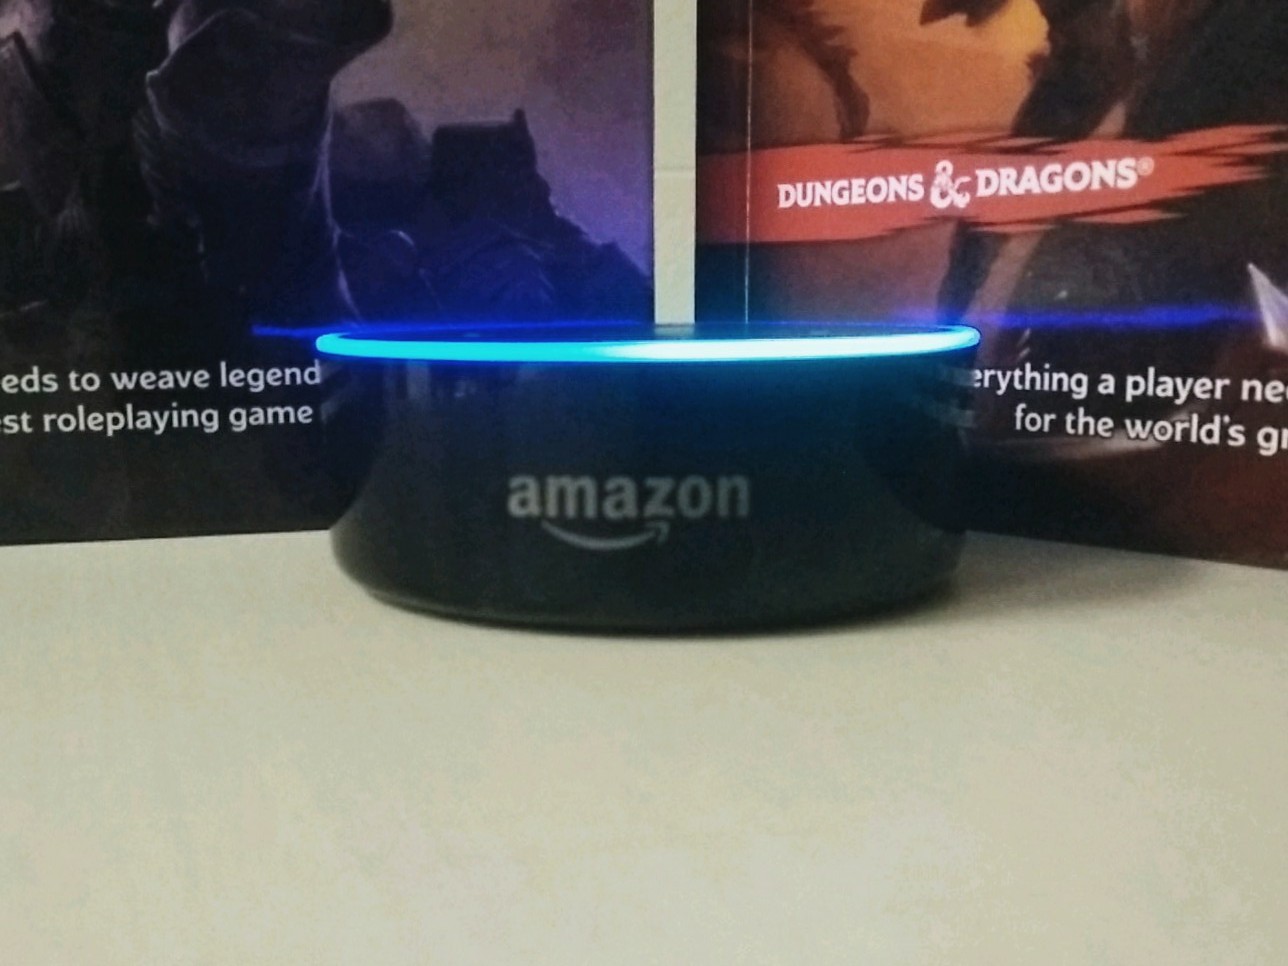 DUNGEONS & DRAGONS®
eds to weave legend
st roleplaying game
erything a player ne
for the world's gr
amazon